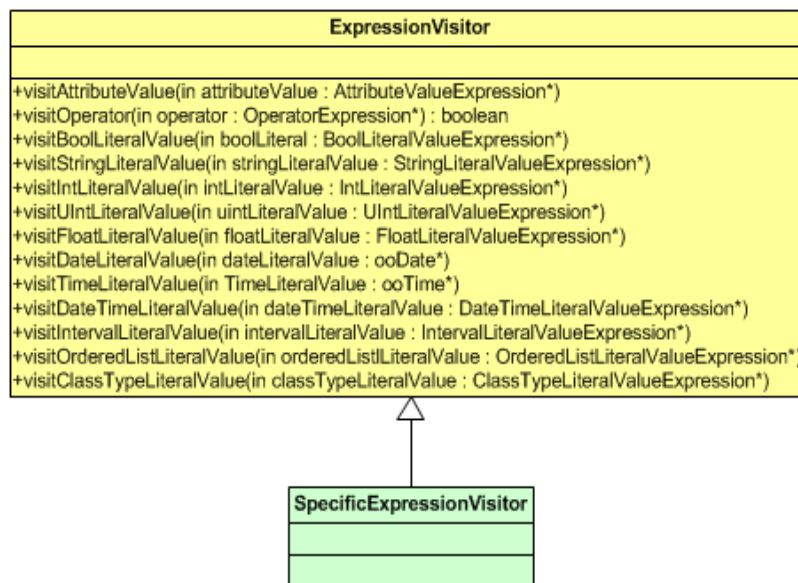 ExpressionVisitor
+visitAttributeValue(in attributeValue : AttributeValueExpression*)
+visitOperator(in operator : OperatorExpression*) : boolean
+visitBoolLiteralValue(in boolLiteral : BoolLiteralValueExpression*)
+visitStringLiteralValue(in stringLiteralValue : StringLiteralValueExpression*)
+visitIntLiteralValue(in intLiteralValue : IntLiteralValueExpression*)
+visitUIntLiteralValue(in uintLiteralValue : UIntLiteralValueExpression*)
+visitFloatLiteralValue(in floatLiteralValue : FloatLiteralValueExpression*)
+visitDateLiteralValue(in dateLiteralValue : ooDate*)
+visitTimeLiteralValue(in TimeLiteralValue : ooTime*)
+visitDateTimeLiteralValue(in dateTimeLiteralValue : DateTimeLiteralValueExpression*)
+visitIntervalLiteralValue(in intervalLiteralValue : IntervalLiteralValueExpression*)
+visitOrderedListLiteralValue(in orderedListlLiteralValue : OrderedListLiteralValueExpression*)
+visitClassTypeLiteralValue(in classTypeLiteralValue : ClassTypeLiteralValueExpression*)
SpecificExpressionVisitor